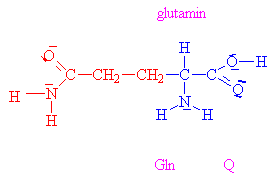 glutamin
O H O H
C CH₂ CH₂ C C
H N O
H N H
H
Gln Q